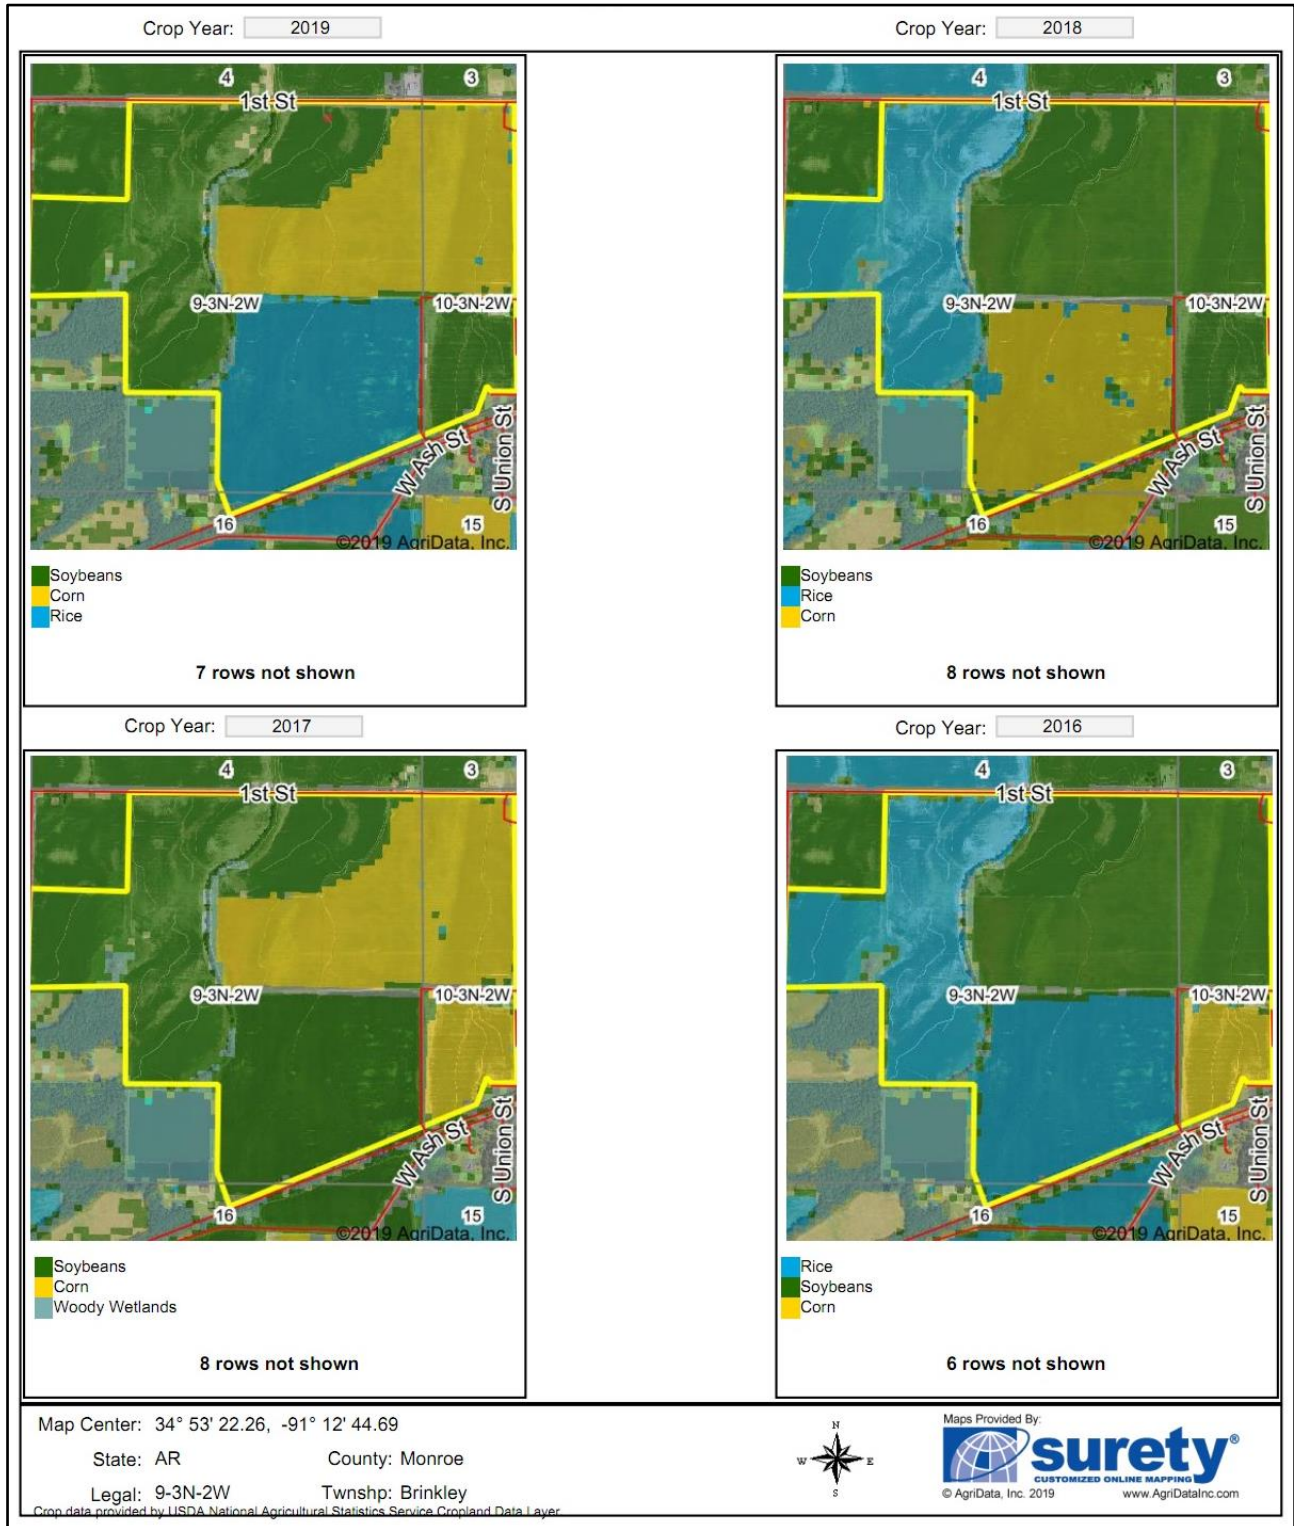 Crop Year: 2019
Crop Year: 2018
4
3
1st St
9-3N-2W
10-3N-2W
W Ash St
S Union St
16
15
©2019 AgriData, Inc.
Soybeans
Corn
Rice
7 rows not shown
4
3
1st St
9-3N-2W
10-3N-2W
W Ash St
S Union St
16
15
©2019 AgriData, Inc.
Soybeans
Rice
Corn
8 rows not shown
Crop Year: 2017
Crop Year: 2016
4
3
1st St
9-3N-2W
10-3N-2W
W Ash St
S Union St
16
15
©2019 AgriData, Inc.
Soybeans
Corn
Woody Wetlands
8 rows not shown
4
3
1st St
9-3N-2W
10-3N-2W
W Ash St
S Union St
16
15
©2019 AgriData, Inc.
Rice
Soybeans
Corn
6 rows not shown
Map Center: 34° 53' 22.26, -91° 12' 44.69
State: AR County: Monroe
Legal: 9-3N-2W Twnshp: Brinkley
Crop data provided by USDA National Agricultural Statistics Service Cropland Data Layer.
N
W E
S
Maps Provided By:
surety®
CUSTOMIZED ONLINE MAPPING
© AgriData, Inc. 2019 www.AgriDataInc.com